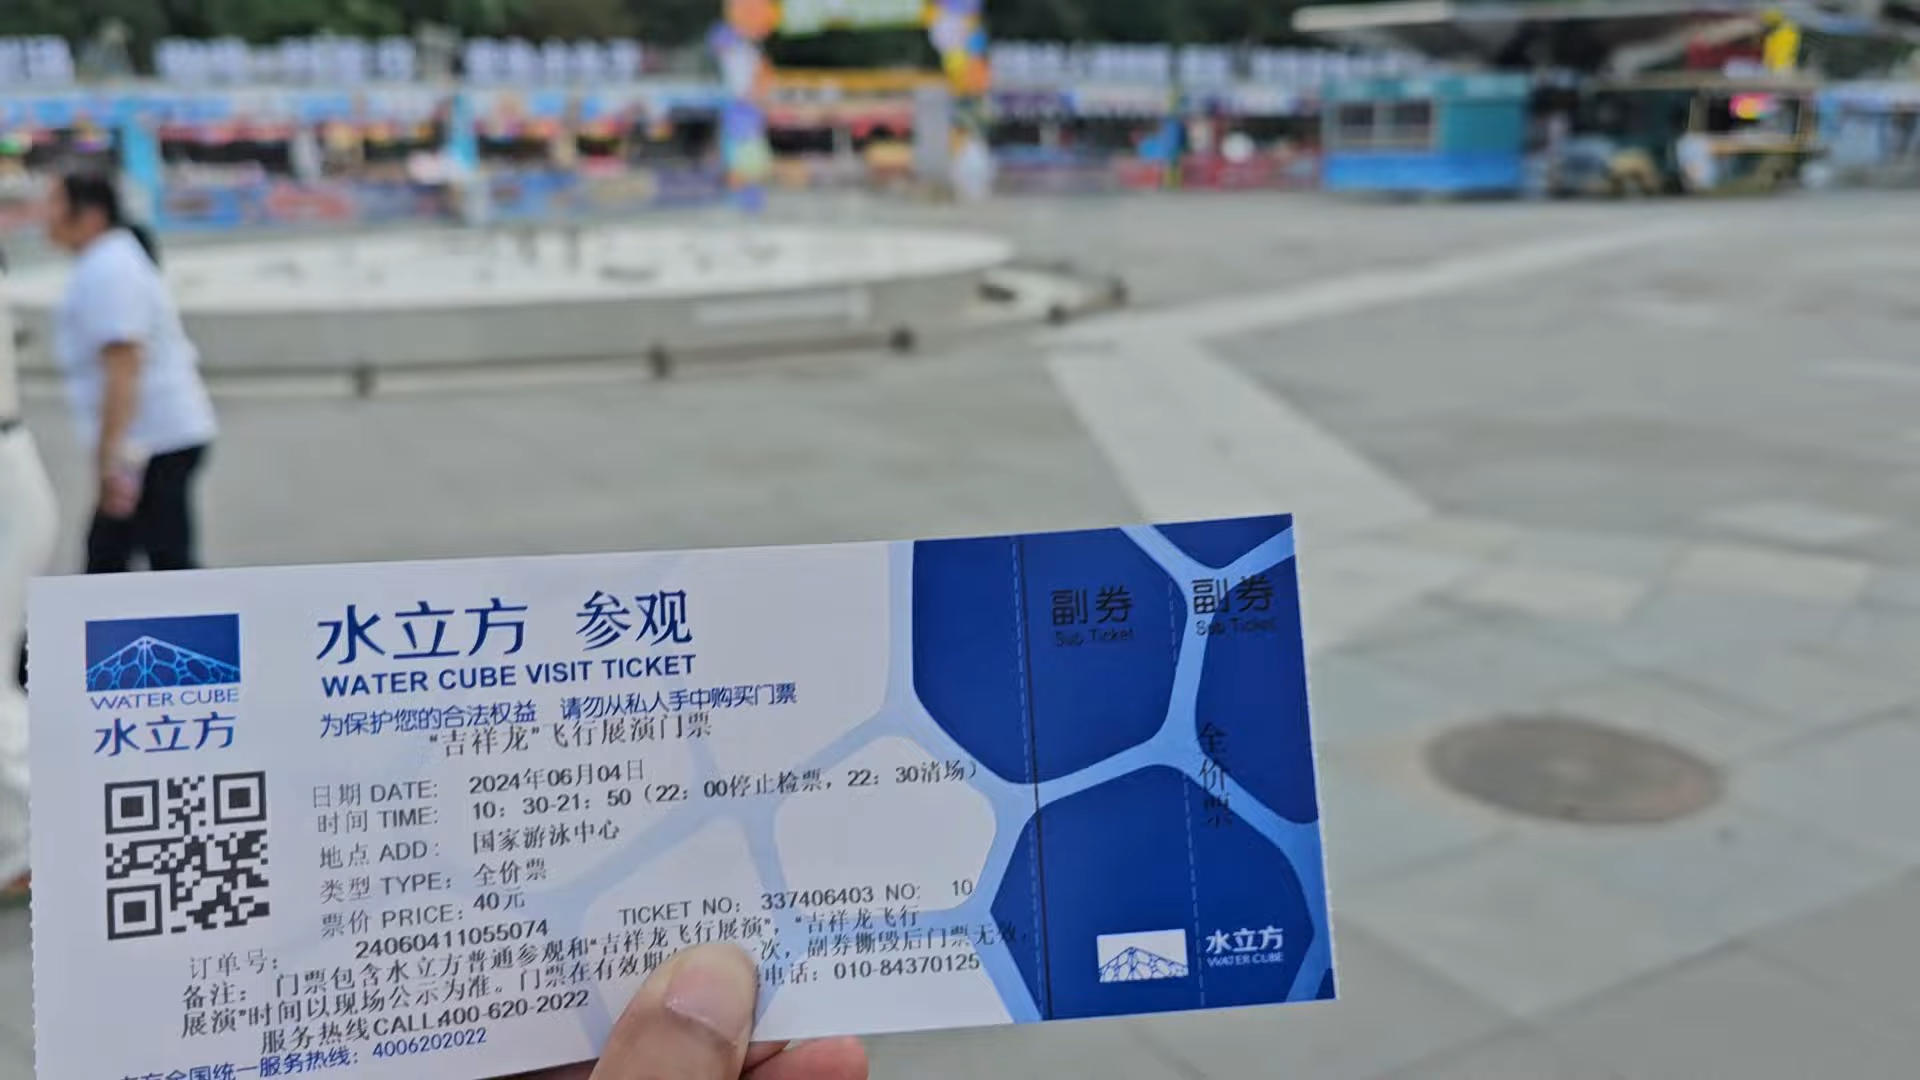 水立方 参观
WATER CUBE VISIT TICKET
为保护您的合法权益 请勿从私人手中购买门票
“吉祥龙”飞行展演门票
WATER CUBE
水立方
日期 DATE: 2024年06月04日
时间 TIME: 10: 30-21: 50（22: 00停止检票，22: 30清场）
地点 ADD: 国家游泳中心
类型 TYPE: 全价票
票价 PRICE: 40元
TICKET NO: 337406403 NO: 10
订单号: 24060411055074
备注: 门票包含水立方普通参观和“吉祥龙飞行展演”，“吉祥龙飞行
展演”时间以现场公示为准。门票在有效期 次，副券撕毁后门票无效，
服务热线CALL:400-620-2022 电话: 010-84370125
全国统一服务热线: 4006202022
副券
Sub Ticket
副券
Sub Ticket
全价票
水立方
WATER CUBE